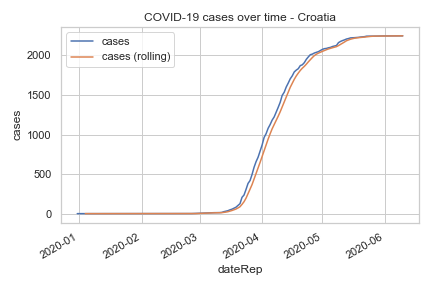 COVID-19 cases over time - Croatia
cases
cases (rolling)
2000
1500
1000
500
0
cases
2020-01
2020-02
2020-03
2020-04
2020-05
2020-06
dateRep